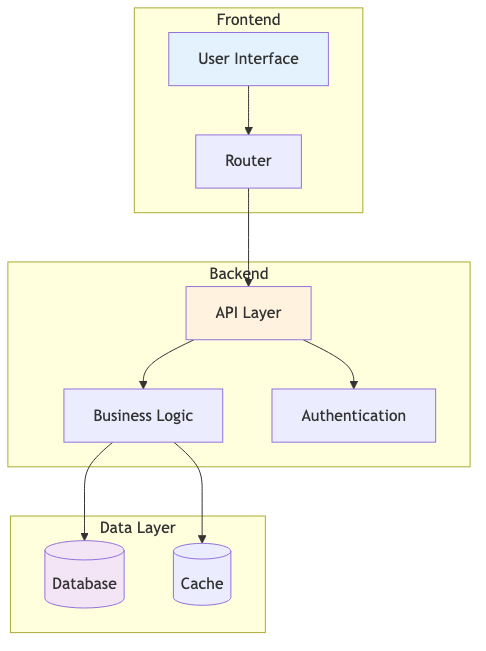 Frontend
User Interface
Router
Backend
API Layer
Business Logic
Authentication
Data Layer
Database
Cache